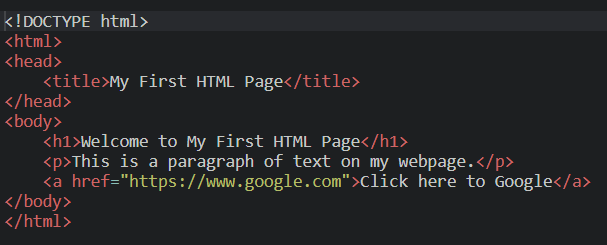 <!DOCTYPE html>
<html>
<head>
    <title>My First HTML Page</title>
</head>
<body>
    <h1>Welcome to My First HTML Page</h1>
    <p>This is a paragraph of text on my webpage.</p>
    <a href="https://www.google.com">Click here to Google</a>
</body>
</html>